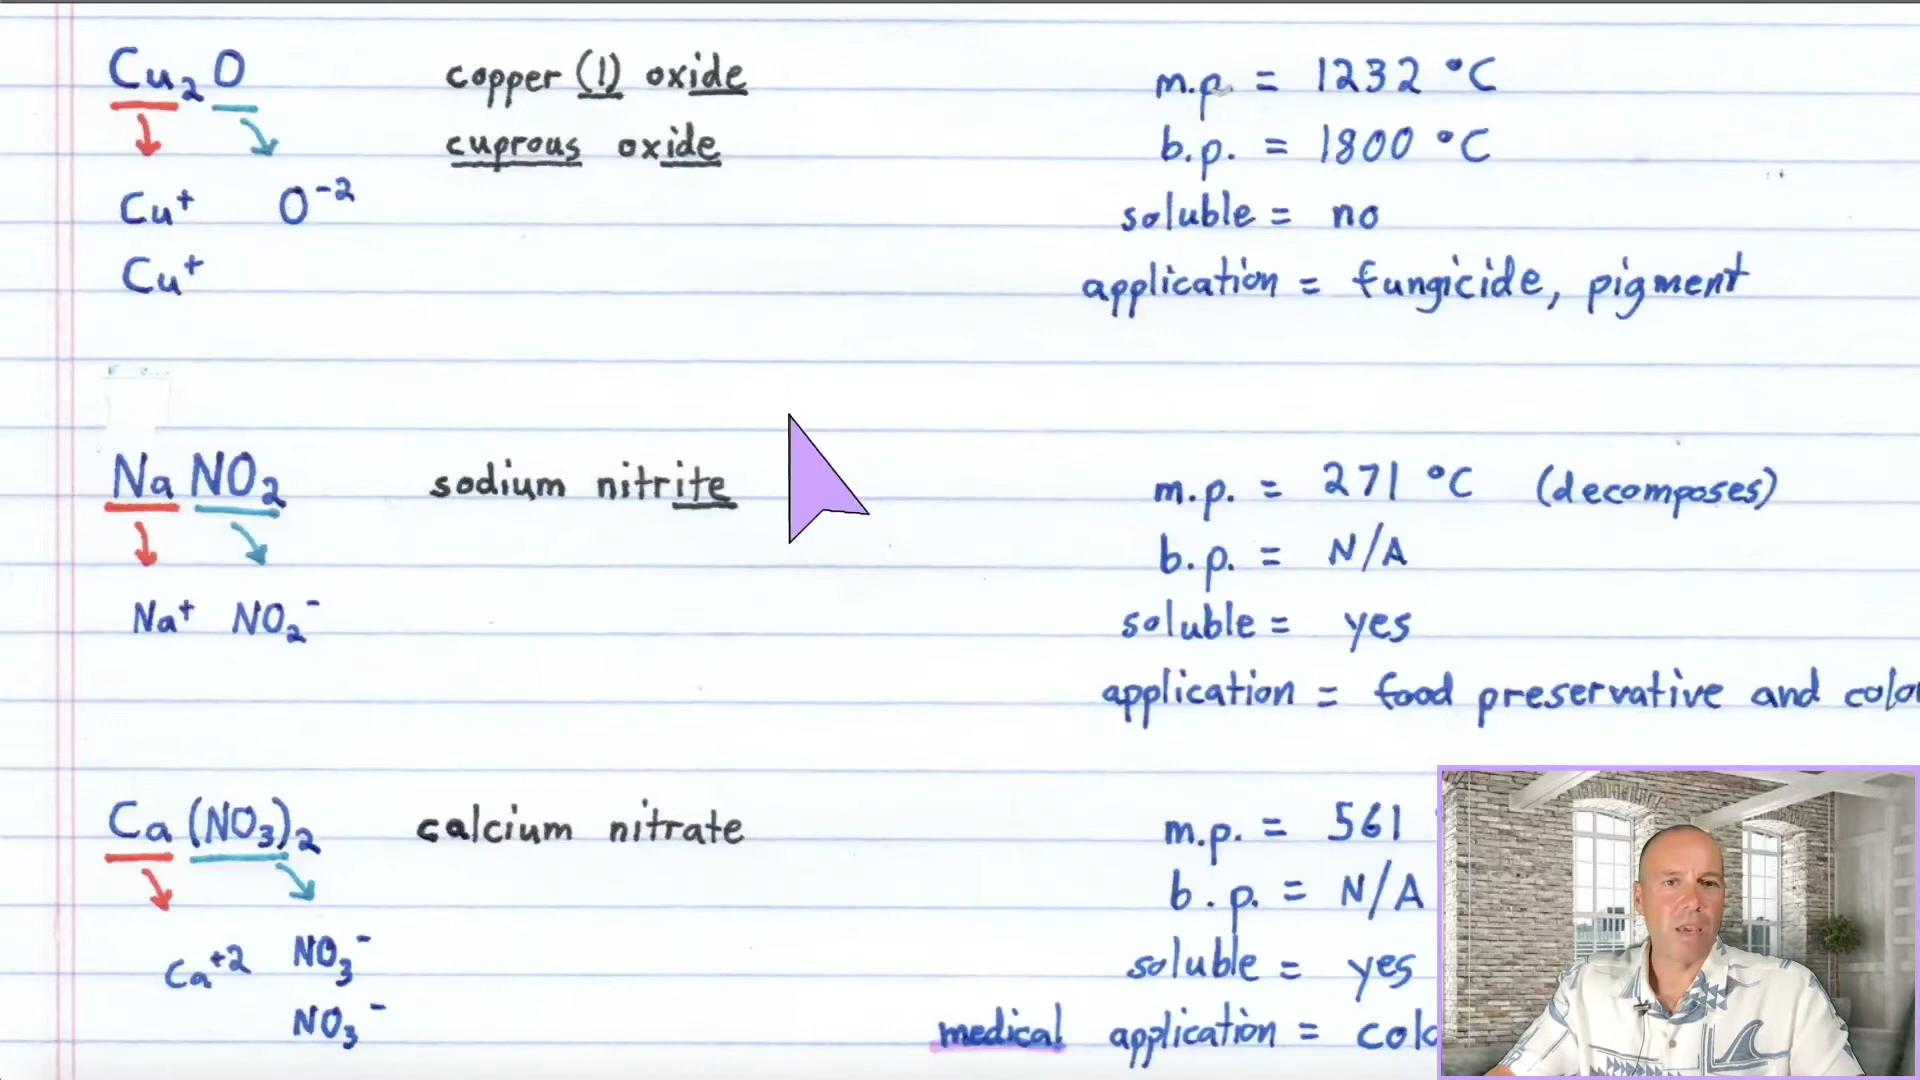 Cu₂O copper (1) oxide m.p. = 1232 °C
cuprous oxide b.p. = 1800 °C
Cu⁺ O⁻² soluble = no
Cu⁺ application = fungicide, pigment
NaNO₂ sodium nitrite m.p. = 271 °C (decomposes)
b.p. = N/A
Na⁺ NO₂⁻ soluble = yes
application = food preservative and
Ca(NO₃)₂ calcium nitrate m.p. = 561
b.p. = N/A
Ca⁺² NO₃⁻ soluble = yes
NO₃⁻ medical application =